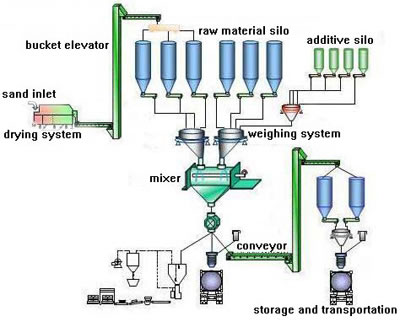 raw material silo
additive silo
bucket elevator
sand inlet
drying system
weighing system
mixer
conveyor
storage and transportation